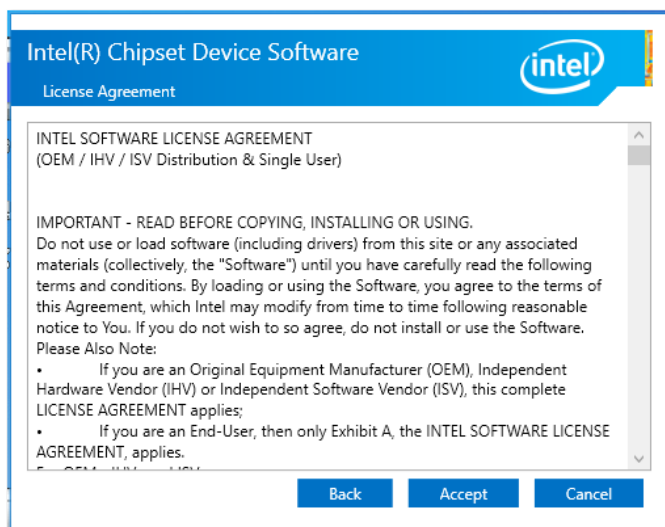 Intel(R) Chipset Device Software
intel
License Agreement
INTEL SOFTWARE LICENSE AGREEMENT
(OEM / IHV / ISV Distribution & Single User)
IMPORTANT - READ BEFORE COPYING, INSTALLING OR USING.
Do not use or load software (including drivers) from this site or any associated
materials (collectively, the "Software") until you have carefully read the following
terms and conditions. By loading or using the Software, you agree to the terms of
this Agreement, which Intel may modify from time to time following reasonable
notice to You. If you do not wish to so agree, do not install or use the Software.
Please Also Note:
• If you are an Original Equipment Manufacturer (OEM), Independent
Hardware Vendor (IHV) or Independent Software Vendor (ISV), this complete
LICENSE AGREEMENT applies;
• If you are an End-User, then only Exhibit A, the INTEL SOFTWARE LICENSE
AGREEMENT, applies.
Back Accept Cancel